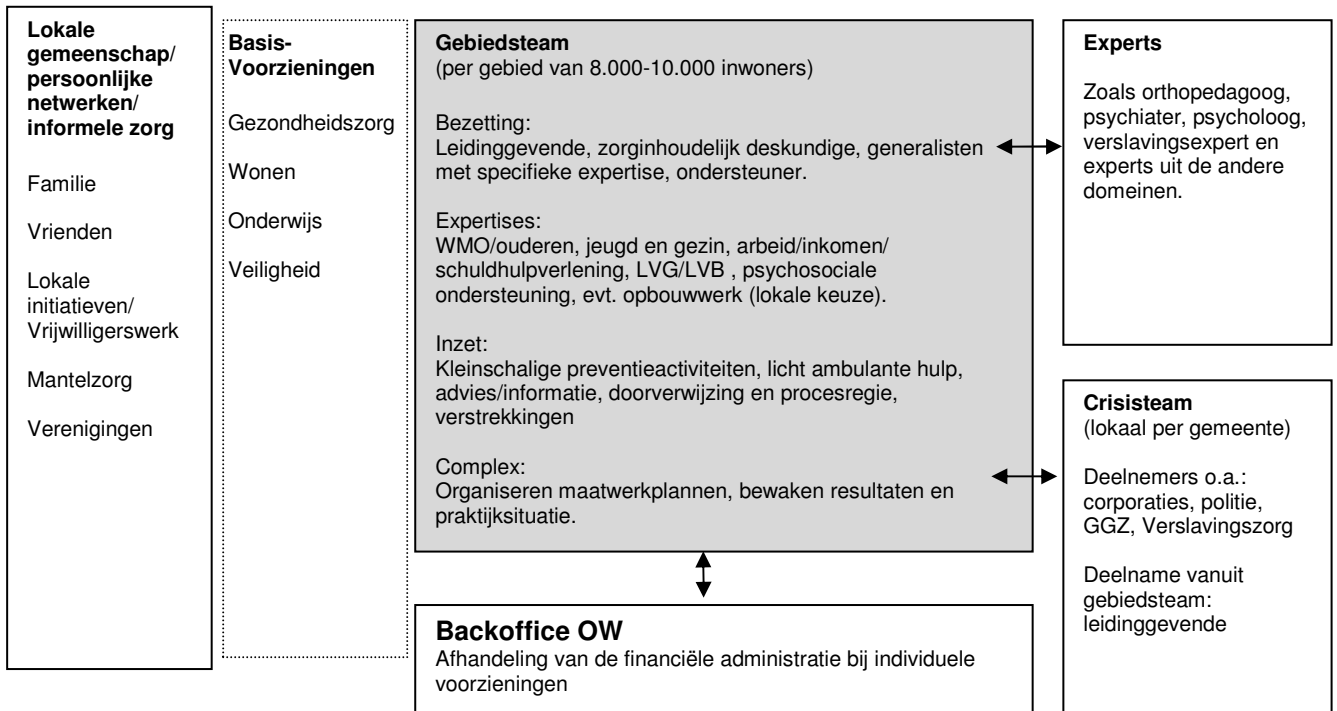 Lokale
gemeenschap/
persoonlijke
netwerken/
informele zorg
Familie
Vrienden
Lokale
initiatieven/
Vrijwilligerswerk
Mantelzorg
Verenigingen
Basis-
Voorzieningen
Gezondheidszorg
Wonen
Onderwijs
Veiligheid
Gebiedsteam
(per gebied van 8.000-10.000 inwoners)
Bezetting:
Leidinggevende, zorginhoudelijk deskundige, generalisten
met specifieke expertise, ondersteuner.
Expertises:
WMO/ouderen, jeugd en gezin, arbeid/inkomen/
schuldhulpverlening, LVG/LVB , psychosociale
ondersteuning, evt. opbouwwerk (lokale keuze).
Inzet:
Kleinschalige preventieactiviteiten, licht ambulante hulp,
advies/informatie, doorverwijzing en procesregie,
verstrekkingen
Complex:
Organiseren maatwerkplannen, bewaken resultaten en
praktijksituatie.
Backoffice OW
Afhandeling van de financiële administratie bij individuele
voorzieningen
Experts
Zoals orthopedagoog,
psychiater, psycholoog,
verslavingsexpert en
experts uit de andere
domeinen.
Crisisteam
(lokaal per gemeente)
Deelnemers o.a.:
corporaties, politie,
GGZ, Verslavingszorg
Deelname vanuit
gebiedsteam:
leidinggevende